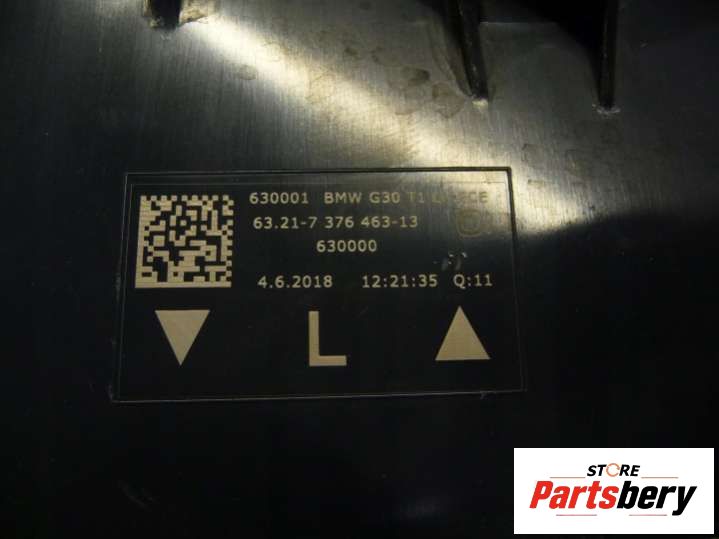 630001 BMW G30 T1
63.21-7 376 463-13
630000
4.6.2018 12:21:35 Q:11
L
STORE
Partsbery